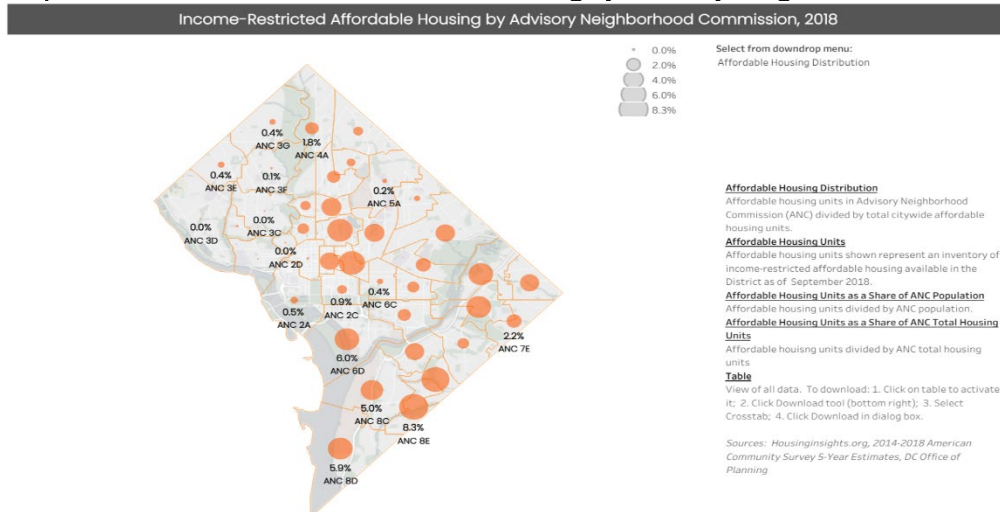 Income-Restricted Affordable Housing by Advisory Neighborhood Commission, 2018
0.0%
2.0%
4.0%
6.0%
8.3%
Select from downdrop menu:
Affordable Housing Distribution
0.4%
ANC 3G
1.8%
ANC 4A
0.4%
ANC 3E
0.1%
ANC 3F
0.2%
ANC 5A
0.0%
ANC 3D
0.0%
ANC 3C
0.0%
ANC 2D
0.5%
ANC 2A
0.9%
ANC 2C
0.4%
ANC 6C
2.2%
ANC 7E
6.0%
ANC 6D
5.0%
ANC 8C
8.3%
ANC 8E
5.9%
ANC 8D
Affordable Housing Distribution
Affordable housing units in Advisory Neighborhood
Commission (ANC) divided by total citywide affordable
housing units.
Affordable Housing Units
Affordable housing units shown represent an inventory of
income-restricted affordable housing available in the
District as of September 2018.
Affordable Housing Units as a Share of ANC Population
Affordable housing units divided by ANC population.
Affordable Housing Units as a Share of ANC Total Housing
Units
Affordable houisng units divided by ANC total housing
units
Table
View of all data. To download: 1. Click on table to activate
it; 2. Click Download tool (bottom right); 3. Select
Crosstab; 4. Click Download in dialog box.
Sources: Housinginsights.org, 2014-2018 American
Community Survey 5-Year Estimates, DC Office of
Planning